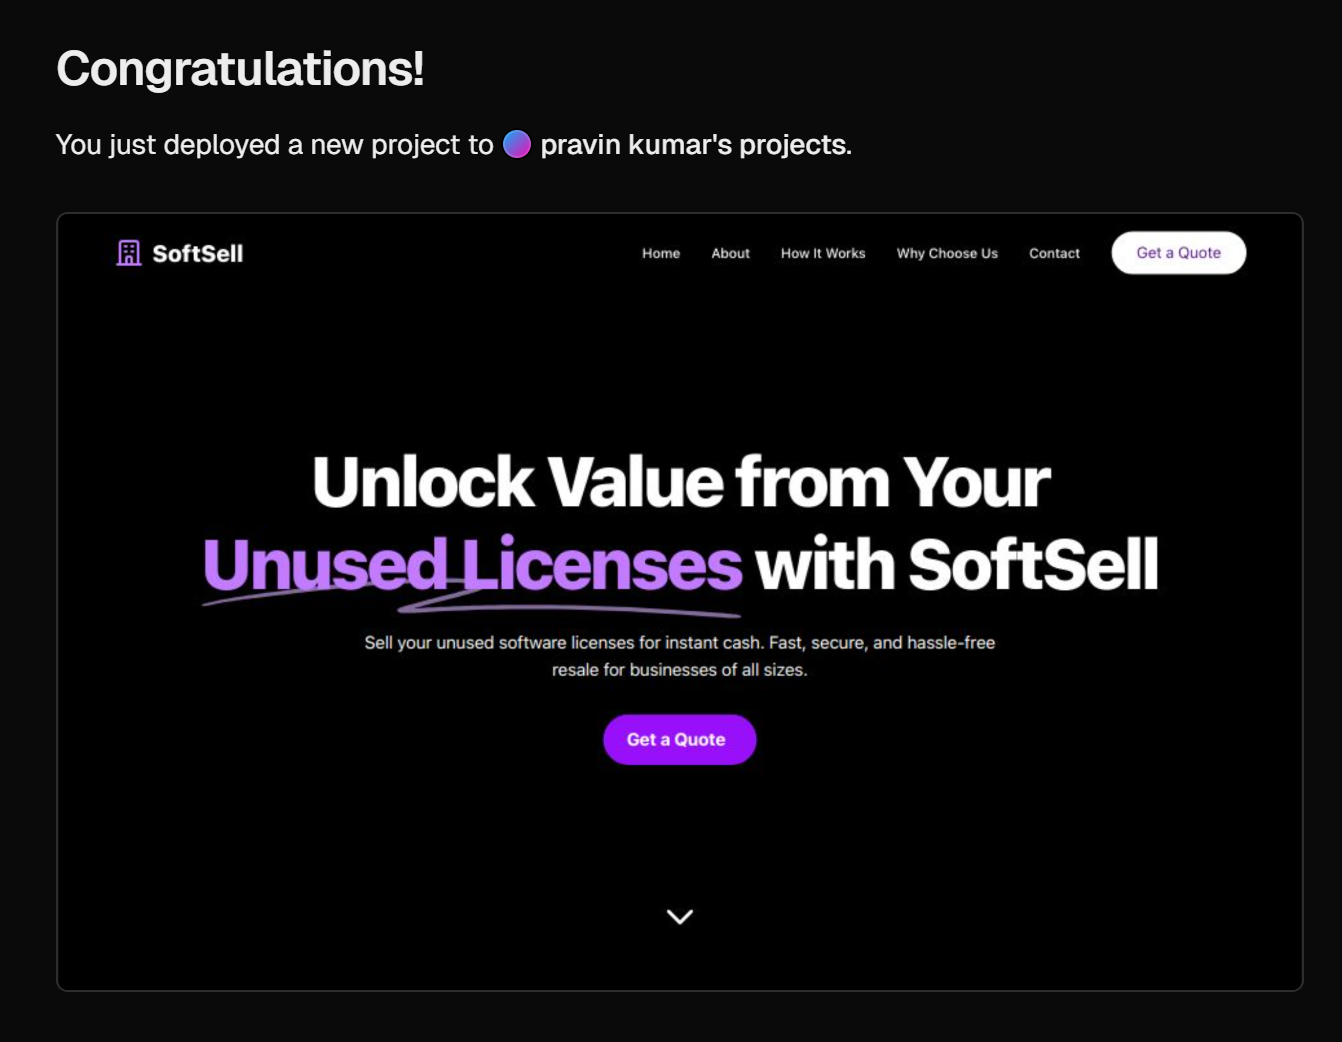 Congratulations!
You just deployed a new project to pravin kumar's projects.
SoftSell
Home About How It Works Why Choose Us Contact Get a Quote
Unlock Value from Your
Unused Licenses with SoftSell
Sell your unused software licenses for instant cash. Fast, secure, and hassle-free
resale for businesses of all sizes.
Get a Quote